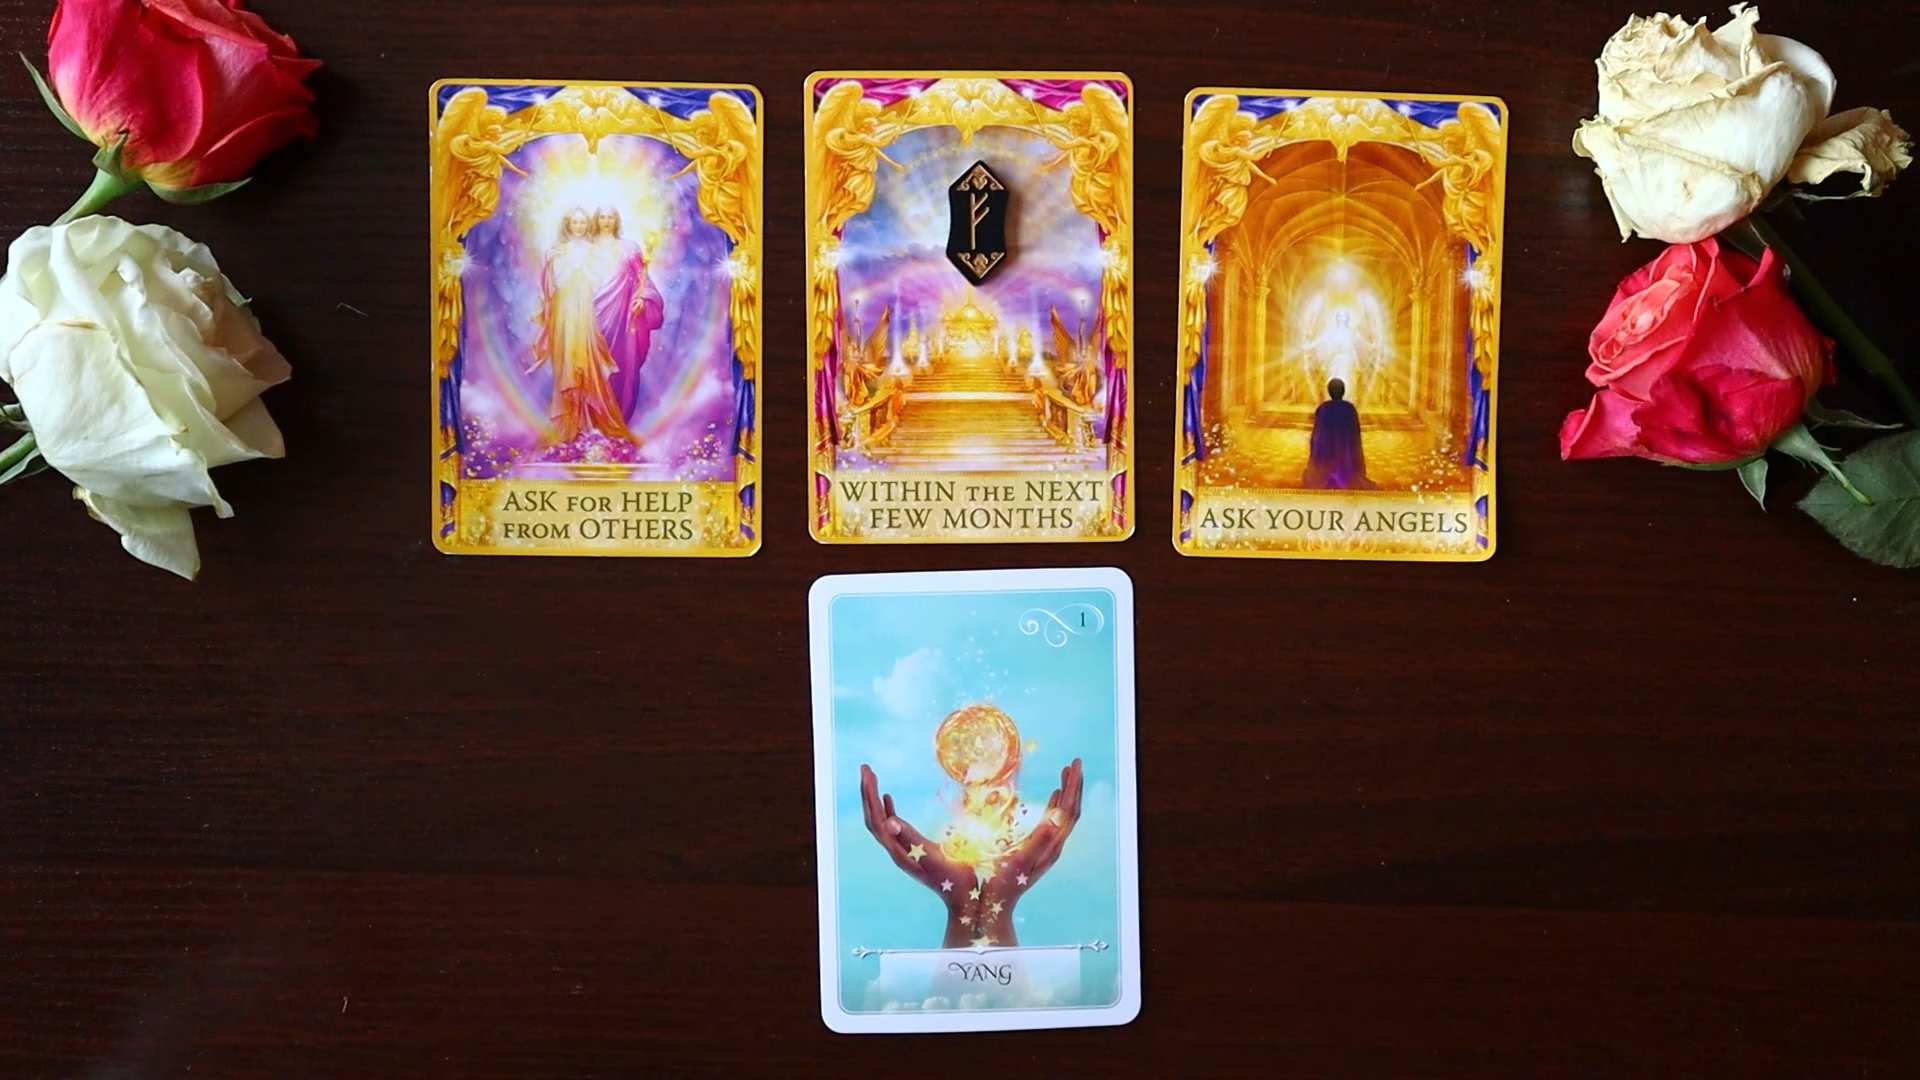 ASK FOR HELP
FROM OTHERS
WITHIN THE NEXT
FEW MONTHS
ASK YOUR ANGELS
1
YANG